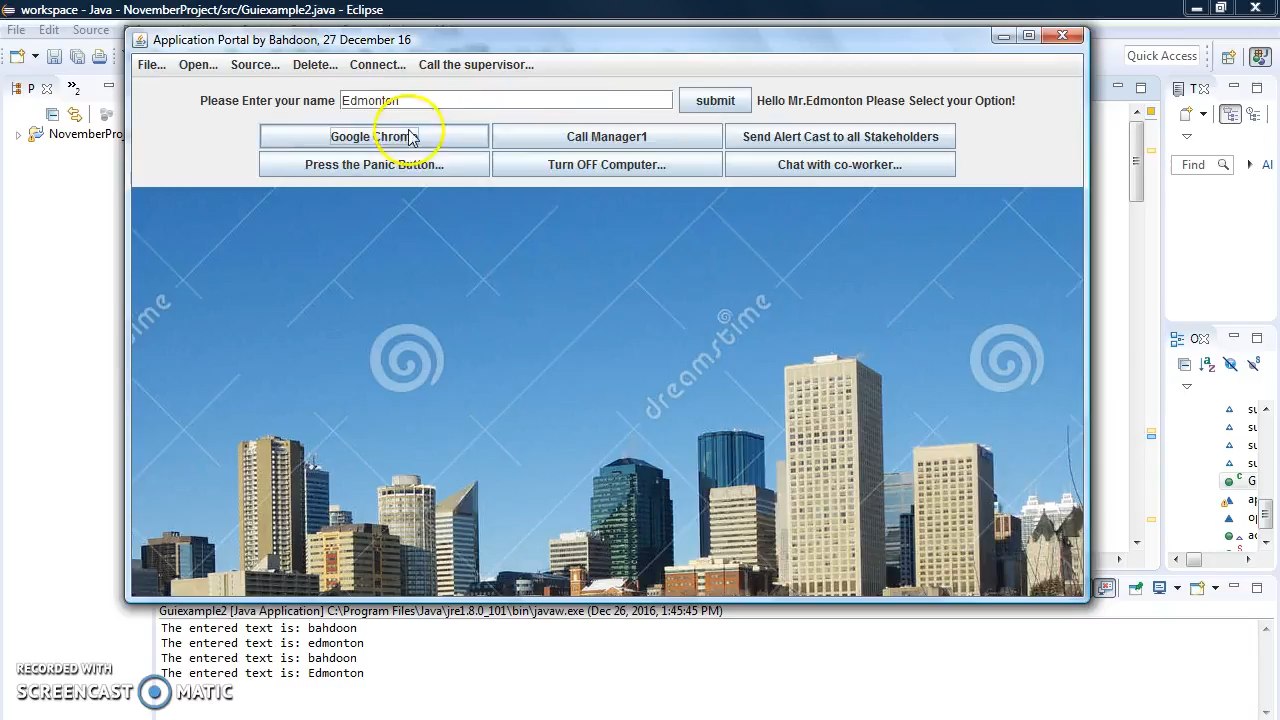 workspace - Java - NovemberProject/src/Guiexample2.java - Eclipse
File Edit Source
Quick Access
Application Portal by Bahdoon, 27 December 16
File... Open... Source... Delete... Connect... Call the supervisor...
Please Enter your name Edmonton submit Hello Mr.Edmonton Please Select your Option!
Google Chrom Call Manager1 Send Alert Cast to all Stakeholders
Press the Panic Button... Turn OFF Computer... Chat with co-worker...
P
NovemberProj
T
Find Al
dreamstime
O
su
su
su
su
G
Guiexample2 [Java Application] C:\Program Files\Java\jre1.8.0_101\bin\javaw.exe (Dec 26, 2016, 1:45:45 PM)
The entered text is: bahdoon
The entered text is: edmonton
The entered text is: bahdoon
The entered text is: Edmonton
RECORDED WITH
SCREENCAST MATIC